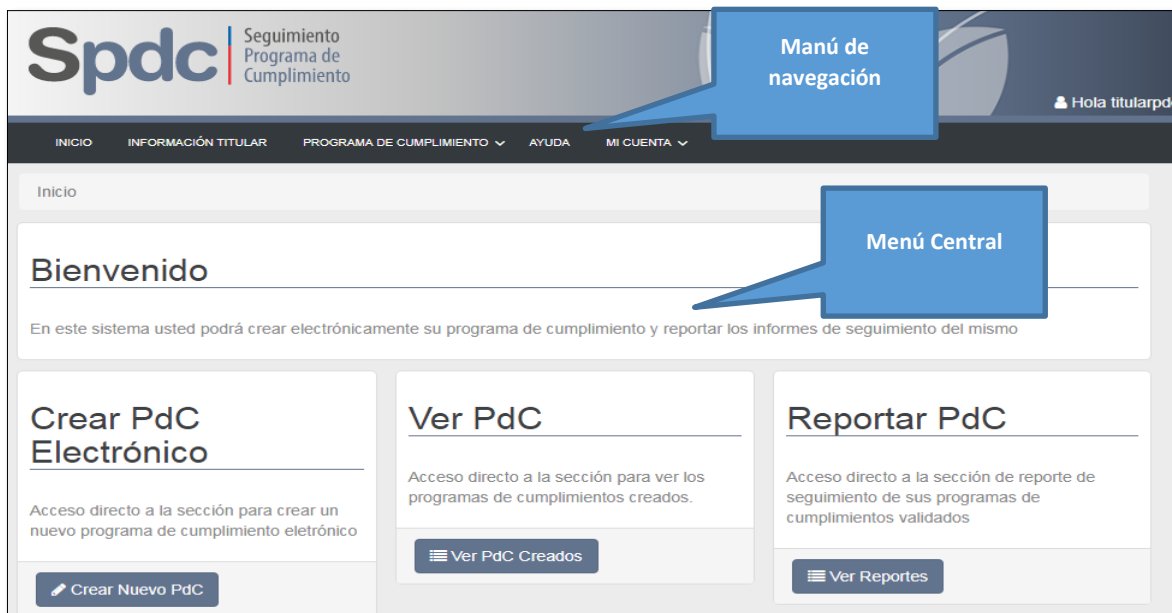 Spdc
Seguimiento
Programa de
Cumplimiento
Manú de
navegación
Hola titularpd
INICIO INFORMACIÓN TITULAR PROGRAMA DE CUMPLIMIENTO AYUDA MI CUENTA
Inicio
Menú Central
Bienvenido
En este sistema usted podrá crear electrónicamente su programa de cumplimiento y reportar los informes de seguimiento del mismo
Crear PdC
Electrónico
Acceso directo a la sección para crear un
nuevo programa de cumplimiento eletrónico
Crear Nuevo PdC
Ver PdC
Acceso directo a la sección para ver los
programas de cumplimientos creados.
Ver PdC Creados
Reportar PdC
Acceso directo a la sección de reporte de
seguimiento de sus programas de
cumplimientos validados
Ver Reportes